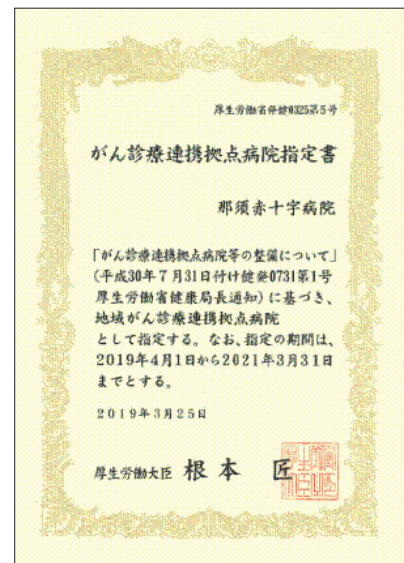 厚生労働省発健0325第5号
がん診療連携拠点病院指定書
那須赤十字病院
「がん診療連携拠点病院等の整備について」
(平成30年7月31日付け健発0731第1号
厚生労働省健康局長通知)に基づき、
地域がん診療連携拠点病院
として指定する。なお、指定の期間は、
2019年4月1日から2021年3月31日
までとする。
2019年3月25日
厚生労働大臣 根本 匠